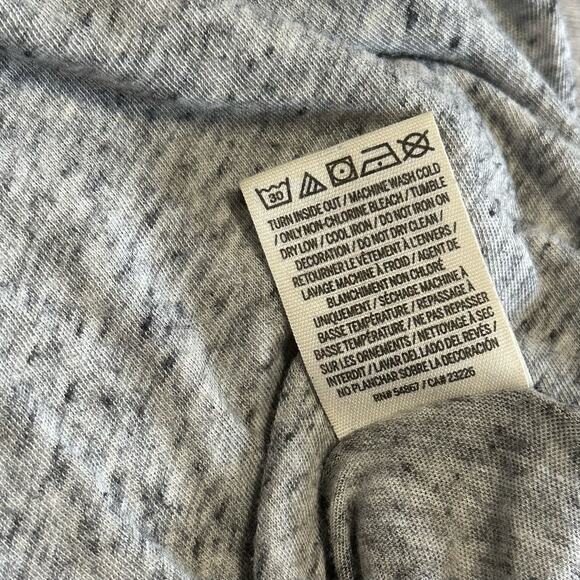 30
TURN INSIDE OUT / MACHINE WASH COLD
/ ONLY NON-CHLORINE BLEACH / TUMBLE
DRY LOW / COOL IRON / DO NOT IRON ON
DECORATION / DO NOT DRY CLEAN /
RETOURNER LE VÊTEMENT À L'ENVERS /
LAVAGE MACHINE À FROID / AGENT DE
BLANCHIMENT NON CHLORÉ
UNIQUEMENT / SÉCHAGE MACHINE À
BASSE TEMPÉRATURE / REPASSAGE À
BASSE TEMPÉRATURE / NE PAS REPASSER
SUR LES ORNEMENTS / NETTOYAGE À SEC
INTERDIT / LAVAR DEL LADO DEL REVÉS /
NO PLANCHAR SOBRE LA DECORACIÓN
RN# 54867 / CA# 23226